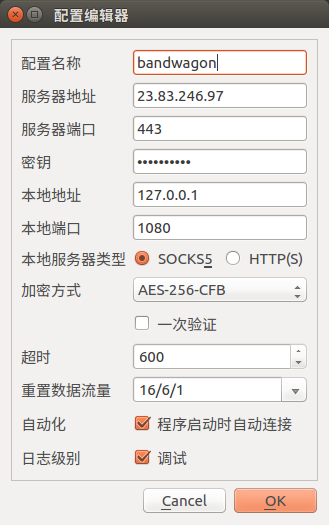 配置编辑器
配置名称 bandwagon
服务器地址 23.83.246.97
服务器端口 443
密钥 ••••••••••
本地地址 127.0.0.1
本地端口 1080
本地服务器类型 SOCKS5 HTTP(S)
加密方式 AES-256-CFB
一次验证
超时 600
重置数据流量 16/6/1
自动化 程序启动时自动连接
日志级别 调试
Cancel OK